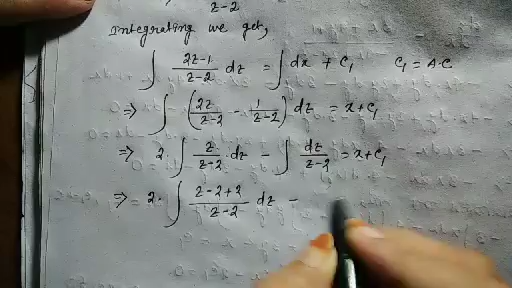 z-2
Integrating we get,
∫ (2z-1)/(z-2) dz = ∫ dx + C₁ C₁ = A.C
⇒ ∫ (2z/(z-2) - 1/(z-2)) dz = x+C₁
⇒ 2. ∫ z/(z-2) . dz - ∫ dz/(z-2) = x+C₁
⇒ 2. ∫ (z-2+2)/(z-2) dz -